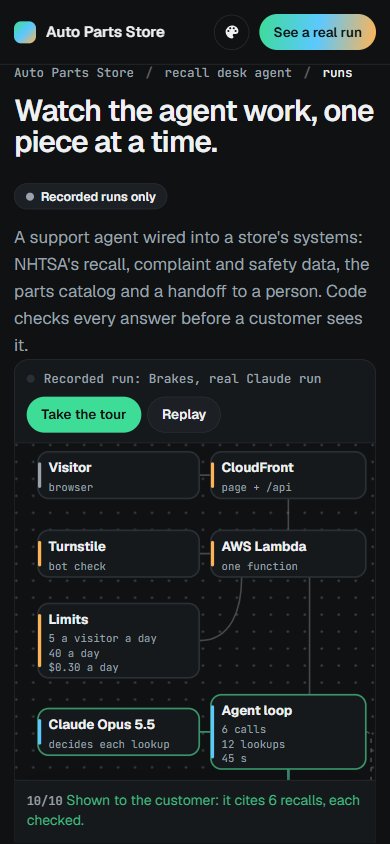 Auto Parts Store
See a real run
Auto Parts Store / recall desk agent / runs
Watch the agent work, one
piece at a time.
Recorded runs only
A support agent wired into a store's systems:
NHTSA's recall, complaint and safety data, the
parts catalog and a handoff to a person. Code
checks every answer before a customer sees
it.
Recorded run: Brakes, real Claude run
Take the tour
Replay
Visitor
browser
CloudFront
page + /api
Turnstile
bot check
AWS Lambda
one function
Limits
5 a visitor a day
40 a day
$0.30 a day
Claude Opus 5.5
decides each lookup
Agent loop
6 calls
12 lookups
45 s
10/10 Shown to the customer: it cites 6 recalls, each
checked.